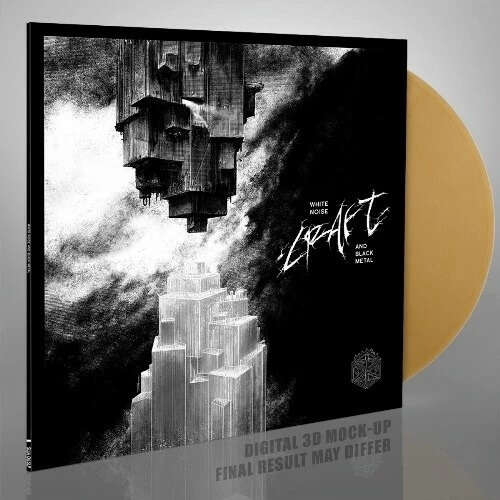 WHITE
NOISE
CRAFT
AND
BLACK
METAL
DIGITAL 3D MOCK-UP
FINAL RESULT MAY DIFFER